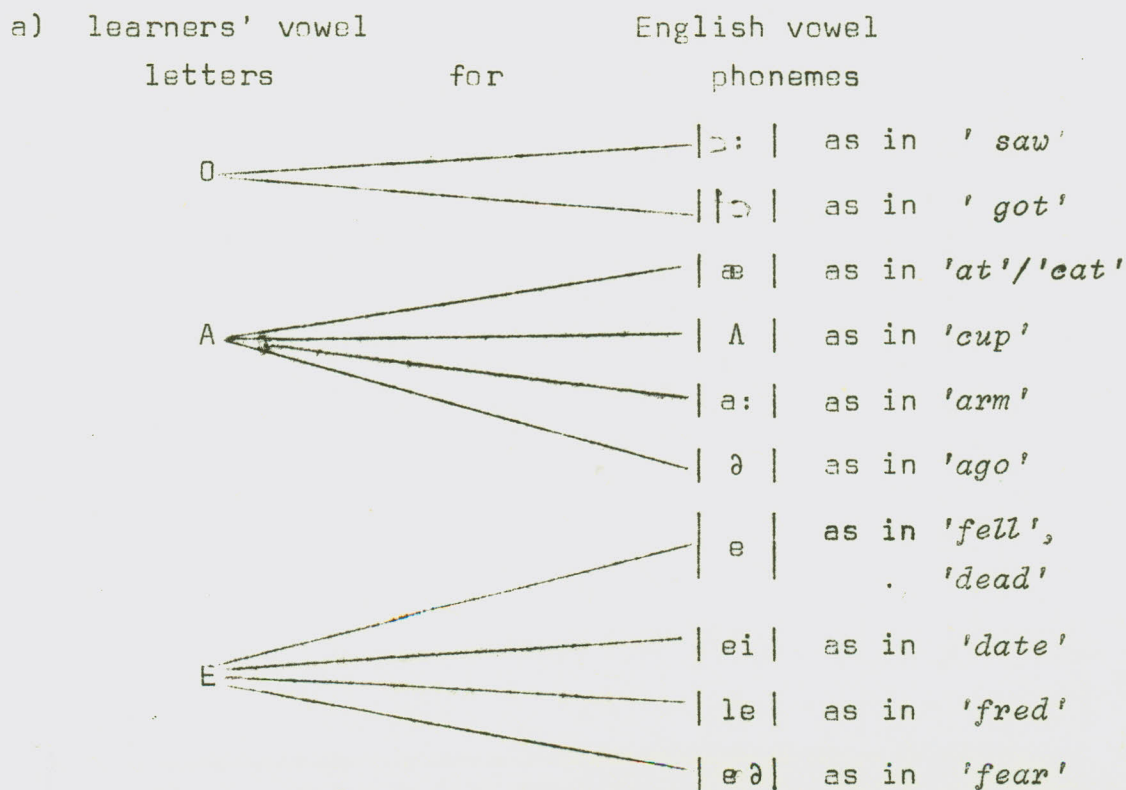 a) learners' vowel English vowel
letters for phonemes
O
|ɔ: | as in ' saw'
||ɔ | as in ' got'
A
| æ | as in 'at'/'cat'
| Λ | as in 'cup'
| a: | as in 'arm'
| ə | as in 'ago'
E
| e | as in 'fell',
. 'dead'
| ei | as in 'date'
| le | as in 'fred'
| eə| as in 'fear'